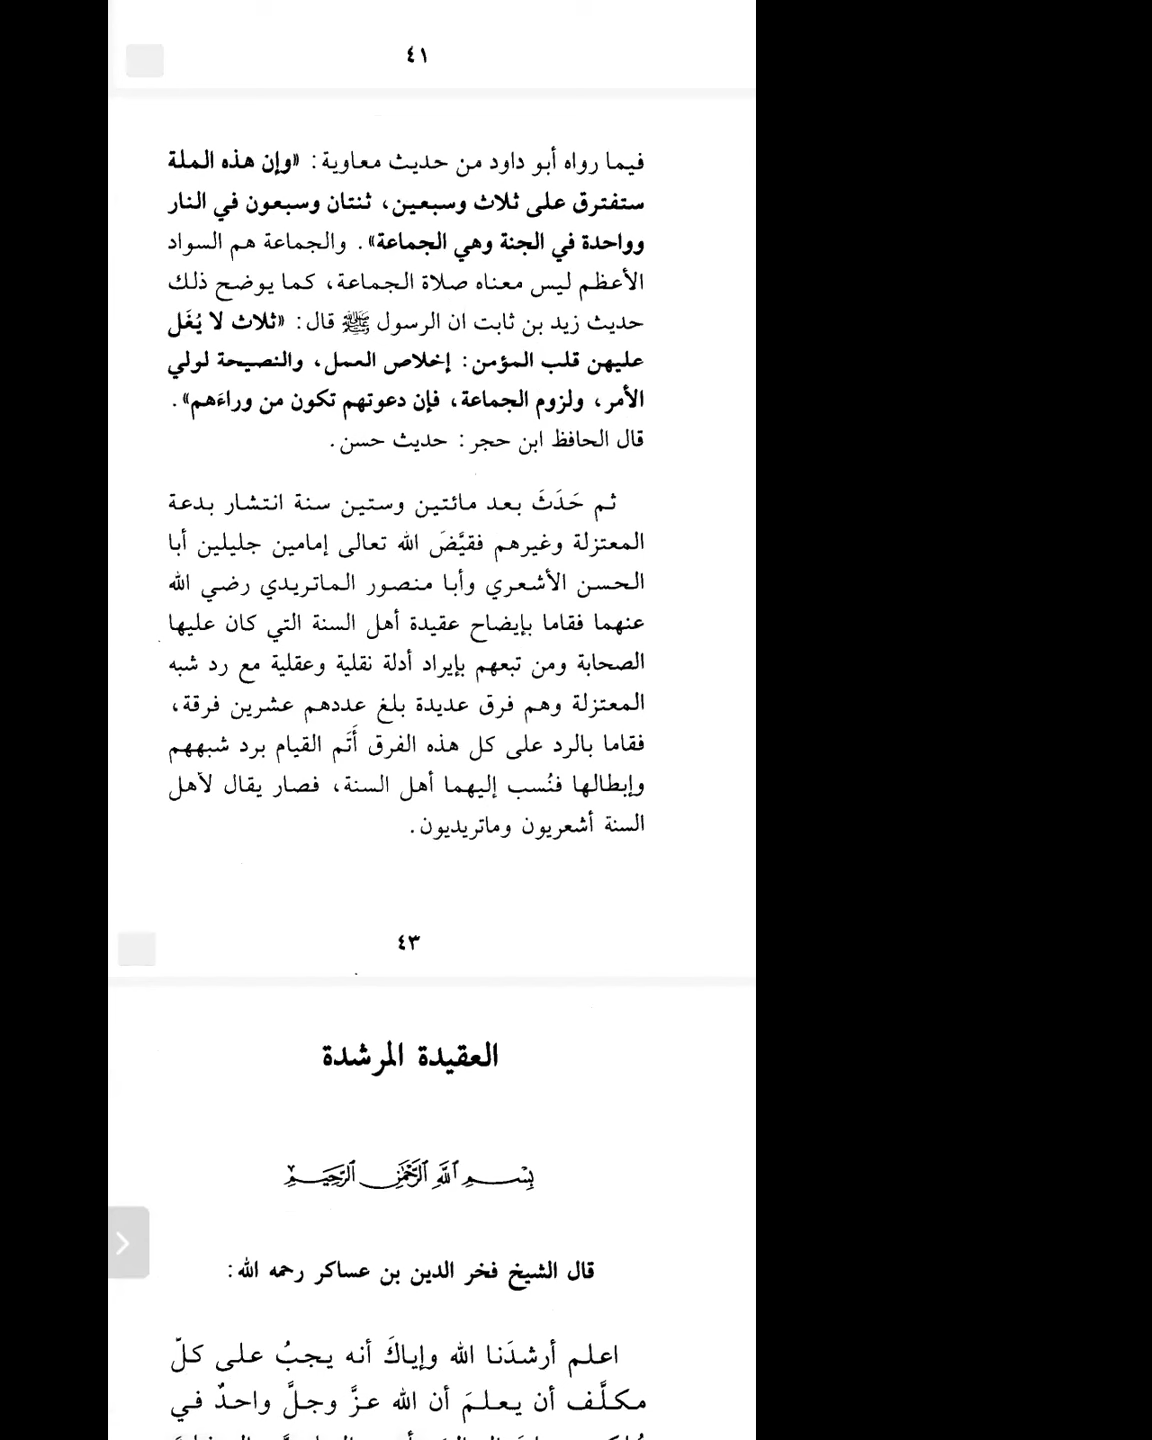 ٤١
فيما رواه أبو داود من حديث معاوية: «وإن هذه الملة
ستفترق على ثلاث وسبعين، ثنتان وسبعون في النار
وواحدة في الجنة وهي الجماعة». والجماعة هم السواد
الأعظم ليس معناه صلاة الجماعة، كما يوضح ذلك
حديث زيد بن ثابت ان الرسول ﷺ قال: «ثلاث لا يُغَل
عليهن قلب المؤمن: إخلاص العمل، والنصيحة لولي
الأمر، ولزوم الجماعة، فإن دعوتهم تكون من وراءَهم».
قال الحافظ ابن حجر: حديث حسن.
ثم حَدَثَ بعد مائتين وستين سنة انتشار بدعة
المعتزلة وغيرهم فقيَّضَ الله تعالى إمامين جليلين أبا
الحسن الأشعري وأبا منصور الماتريدي رضي الله
عنهما فقاما بإيضاح عقيدة أهل السنة التي كان عليها
الصحابة ومن تبعهم بإيراد أدلة نقلية وعقلية مع رد شبه
المعتزلة وهم فرق عديدة بلغ عددهم عشرين فرقة،
فقاما بالرد على كل هذه الفرق أَتَم القيام برد شبههم
وإبطالها فنُسب إليهما أهل السنة، فصار يقال لأهل
السنة أشعريون وماتريديون.
٤٣
العقيدة المرشدة
بِسْمِ ٱللَّهِ ٱلرَّحْمَٰنِ ٱلرَّحِيمِ
قال الشيخ فخر الدين بن عساكر رحمه الله:
اعلم أرشدَنا الله وإياكَ أنه يجبُ على كلّ
مكلَّف أن يعلمَ أن الله عزَّ وجلَّ واحدٌ في